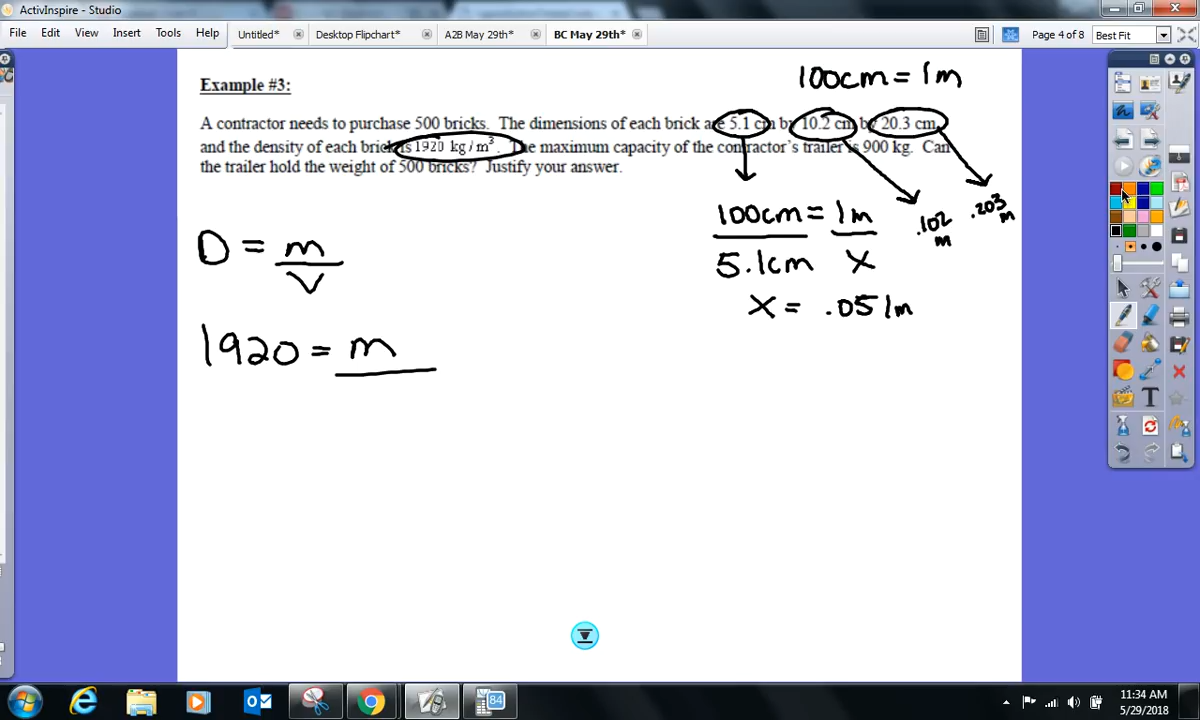 ActivInspire - Studio
File Edit View Insert Tools Help
Untitled* Desktop Flipchart* A2B May 29th* BC May 29th*
Page 4 of 8 Best Fit
Example #3:
100cm = 1m
A contractor needs to purchase 500 bricks. The dimensions of each brick are 5.1 cm by 10.2 cm by 20.3 cm,
and the density of each brick is 1920 kg/m³. The maximum capacity of the contractor's trailer is 900 kg. Can
the trailer hold the weight of 500 bricks? Justify your answer.
100cm = 1m
5.1cm x
x = .051m
.102 m
.203 m
D = m
V
1920 = m
84
11:34 AM
5/29/2018